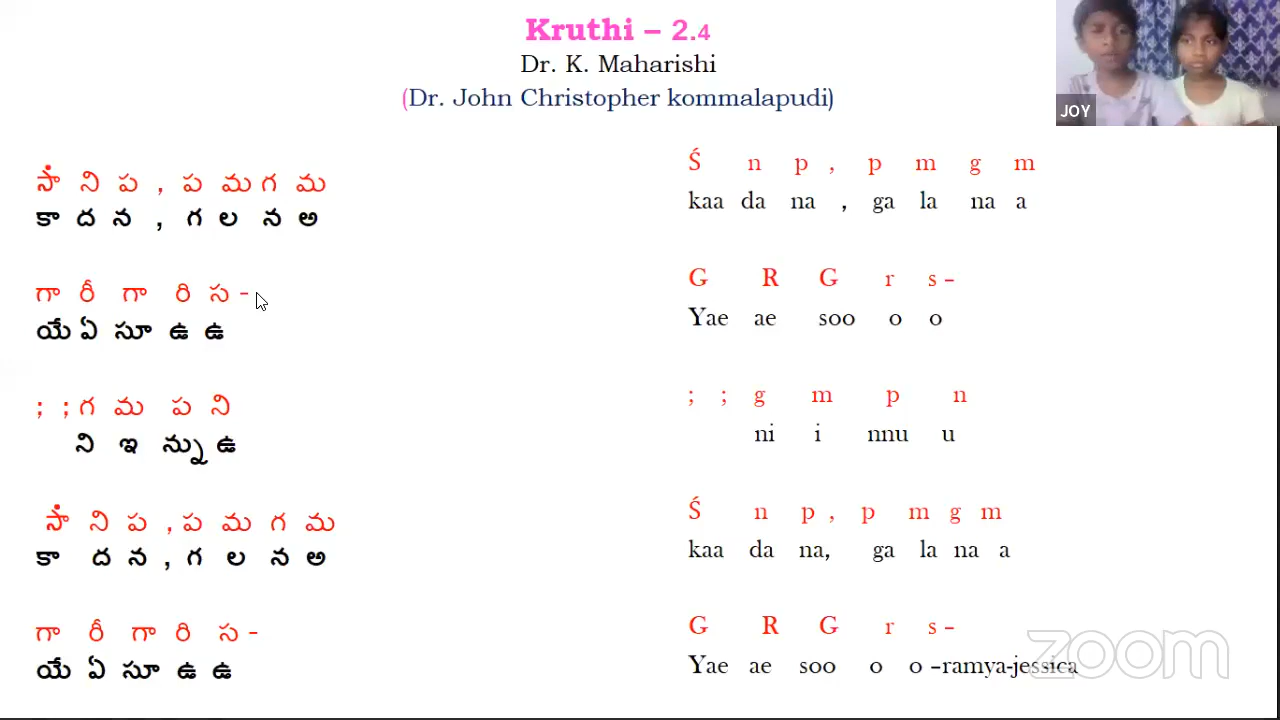 Kruthi – 2.4
Dr. K. Maharishi
(Dr. John Christopher kommalapudi)
JOY
సాఁ ని ప , ప మ గ మ
కా ద న , గ ల న అ
గా రీ గా రి స -
యే ఏ సూ ఉ ఉ
; ; గ మ ప ని
ని ఇ న్ను ఉ
సాఁ ని ప , ప మ గ మ
కా ద న , గ ల న అ
గా రీ గా రి స -
యే ఏ సూ ఉ ఉ
Ś n p , p m g m
kaa da na , ga la na a
G R G r s –
Yae ae soo o o
; ; g m p n
ni i nnu u
Ś n p , p m g m
kaa da na, ga la na a
G R G r s –
Yae ae soo o o –ramya-jessica
zoom